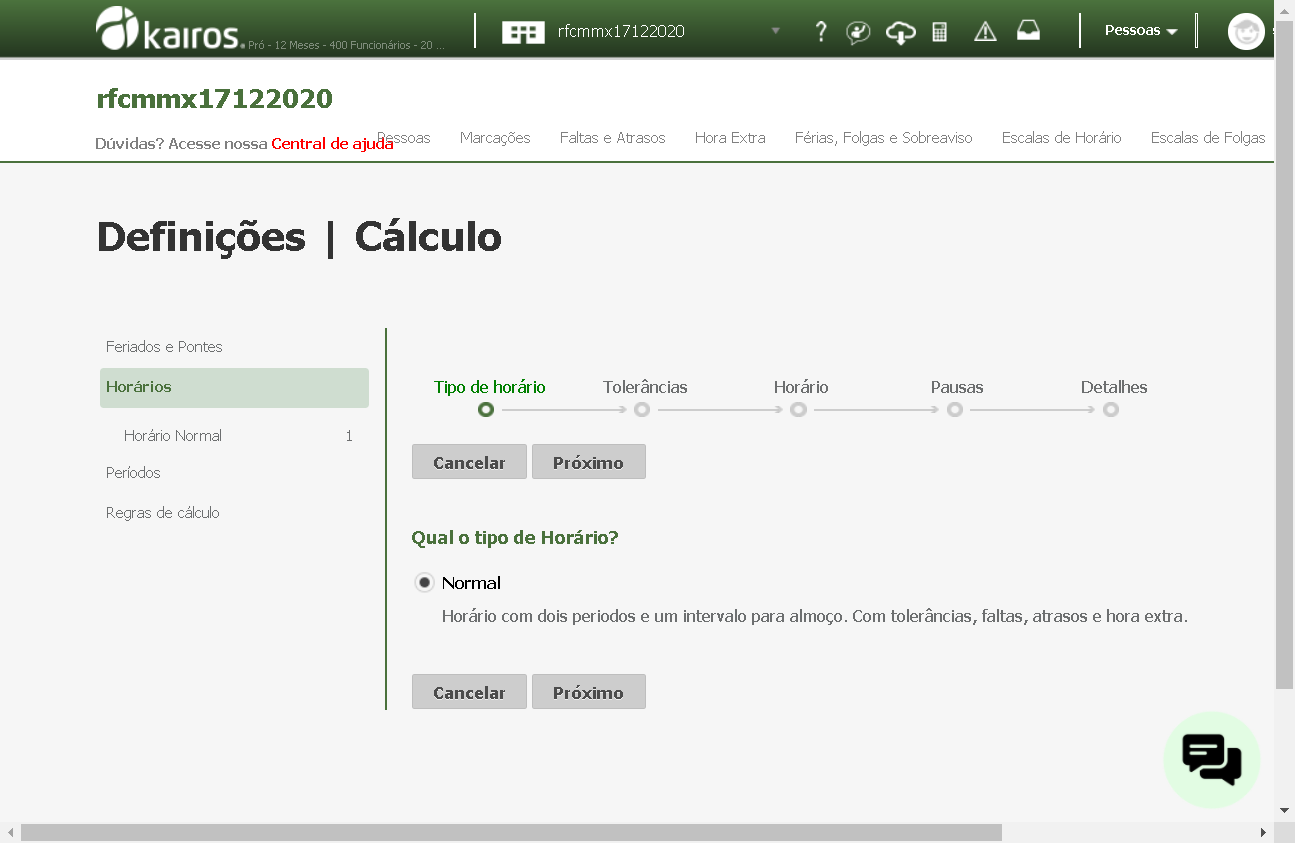 kairos. Pró - 12 Meses - 400 Funcionários - 20 ...
rfcmmx17122020
?
Pessoas
rfcmmx17122020
Dúvidas? Acesse nossa Central de ajuda
Pessoas Marcações Faltas e Atrasos Hora Extra Férias, Folgas e Sobreaviso Escalas de Horário Escalas de Folgas
Definições | Cálculo
Feriados e Pontes
Horários
Horário Normal 1
Períodos
Regras de cálculo
Tipo de horário Tolerâncias Horário Pausas Detalhes
Cancelar Próximo
Qual o tipo de Horário?
Normal
Horário com dois periodos e um intervalo para almoço. Com tolerâncias, faltas, atrasos e hora extra.
Cancelar Próximo